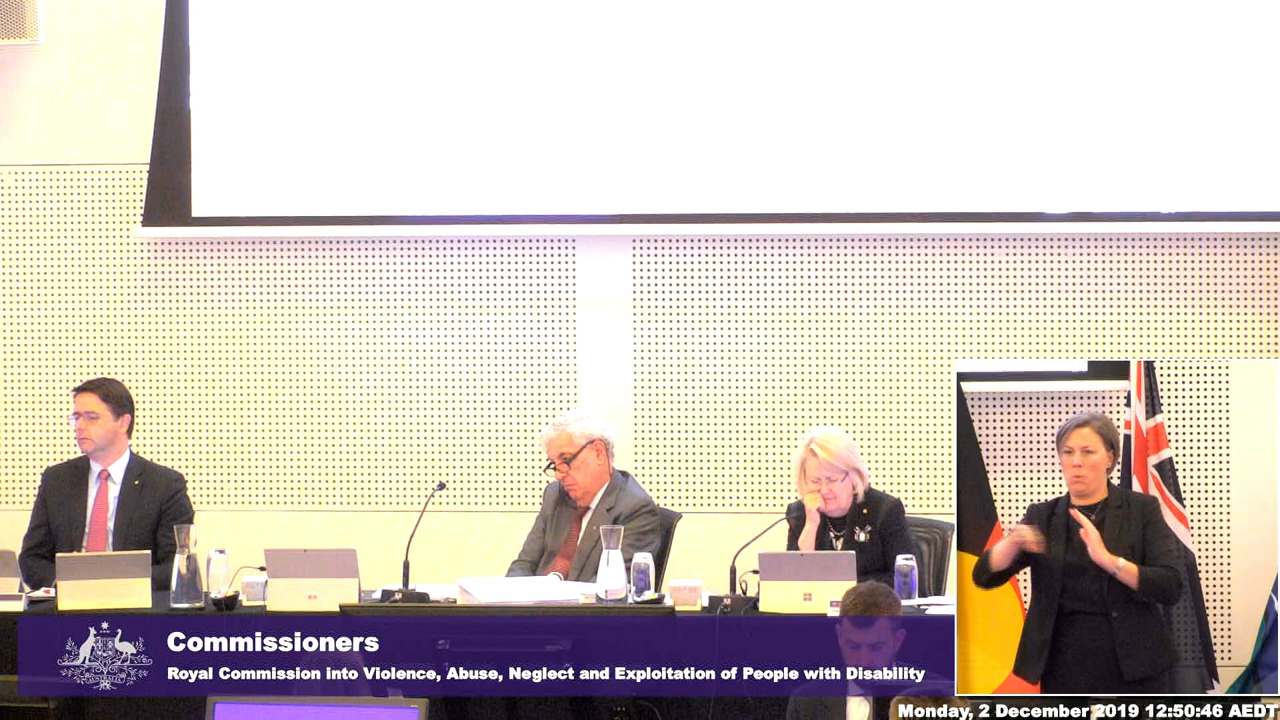 Commissioners
Royal Commission into Violence, Abuse, Neglect and Exploitation of People with Disability
Monday, 2 December 2019 12:50:46 AEDT